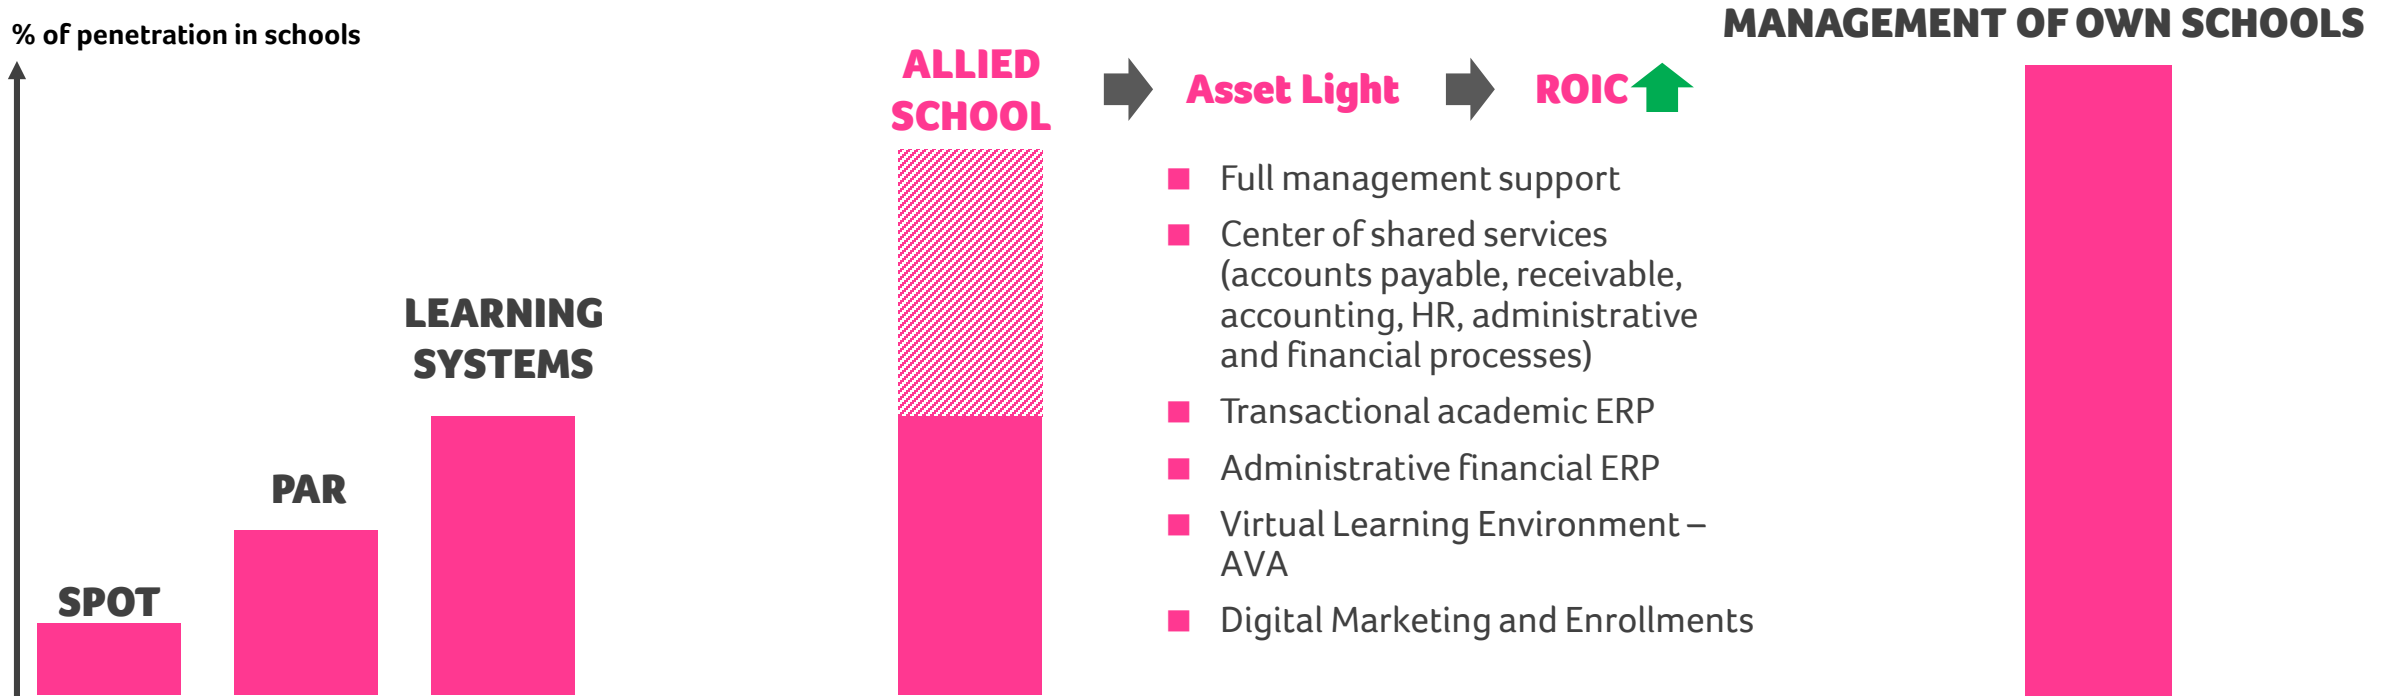 % of penetration in schools
MANAGEMENT OF OWN SCHOOLS
ALLIED
SCHOOL
Asset Light
ROIC
LEARNING
SYSTEMS
PAR
SPOT
Full management support
Center of shared services
(accounts payable, receivable,
accounting, HR, administrative
and financial processes)
Transactional academic ERP
Administrative financial ERP
Virtual Learning Environment –
AVA
Digital Marketing and Enrollments